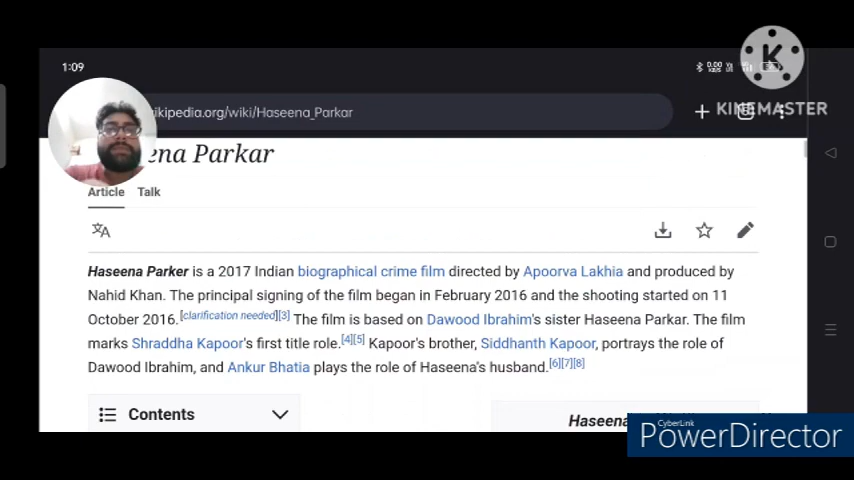 1:09
K
KINEMASTER
ikipedia.org/wiki/Haseena_Parkar
ena Parkar
Article Talk
Haseena Parker is a 2017 Indian biographical crime film directed by Apoorva Lakhia and produced by
Nahid Khan. The principal signing of the film began in February 2016 and the shooting started on 11
October 2016.[clarification needed][3] The film is based on Dawood Ibrahim's sister Haseena Parkar. The film
marks Shraddha Kapoor's first title role.[4][5] Kapoor's brother, Siddhanth Kapoor, portrays the role of
Dawood Ibrahim, and Ankur Bhatia plays the role of Haseena's husband.[6][7][8]
Contents
Haseena
CyberLink
PowerDirector